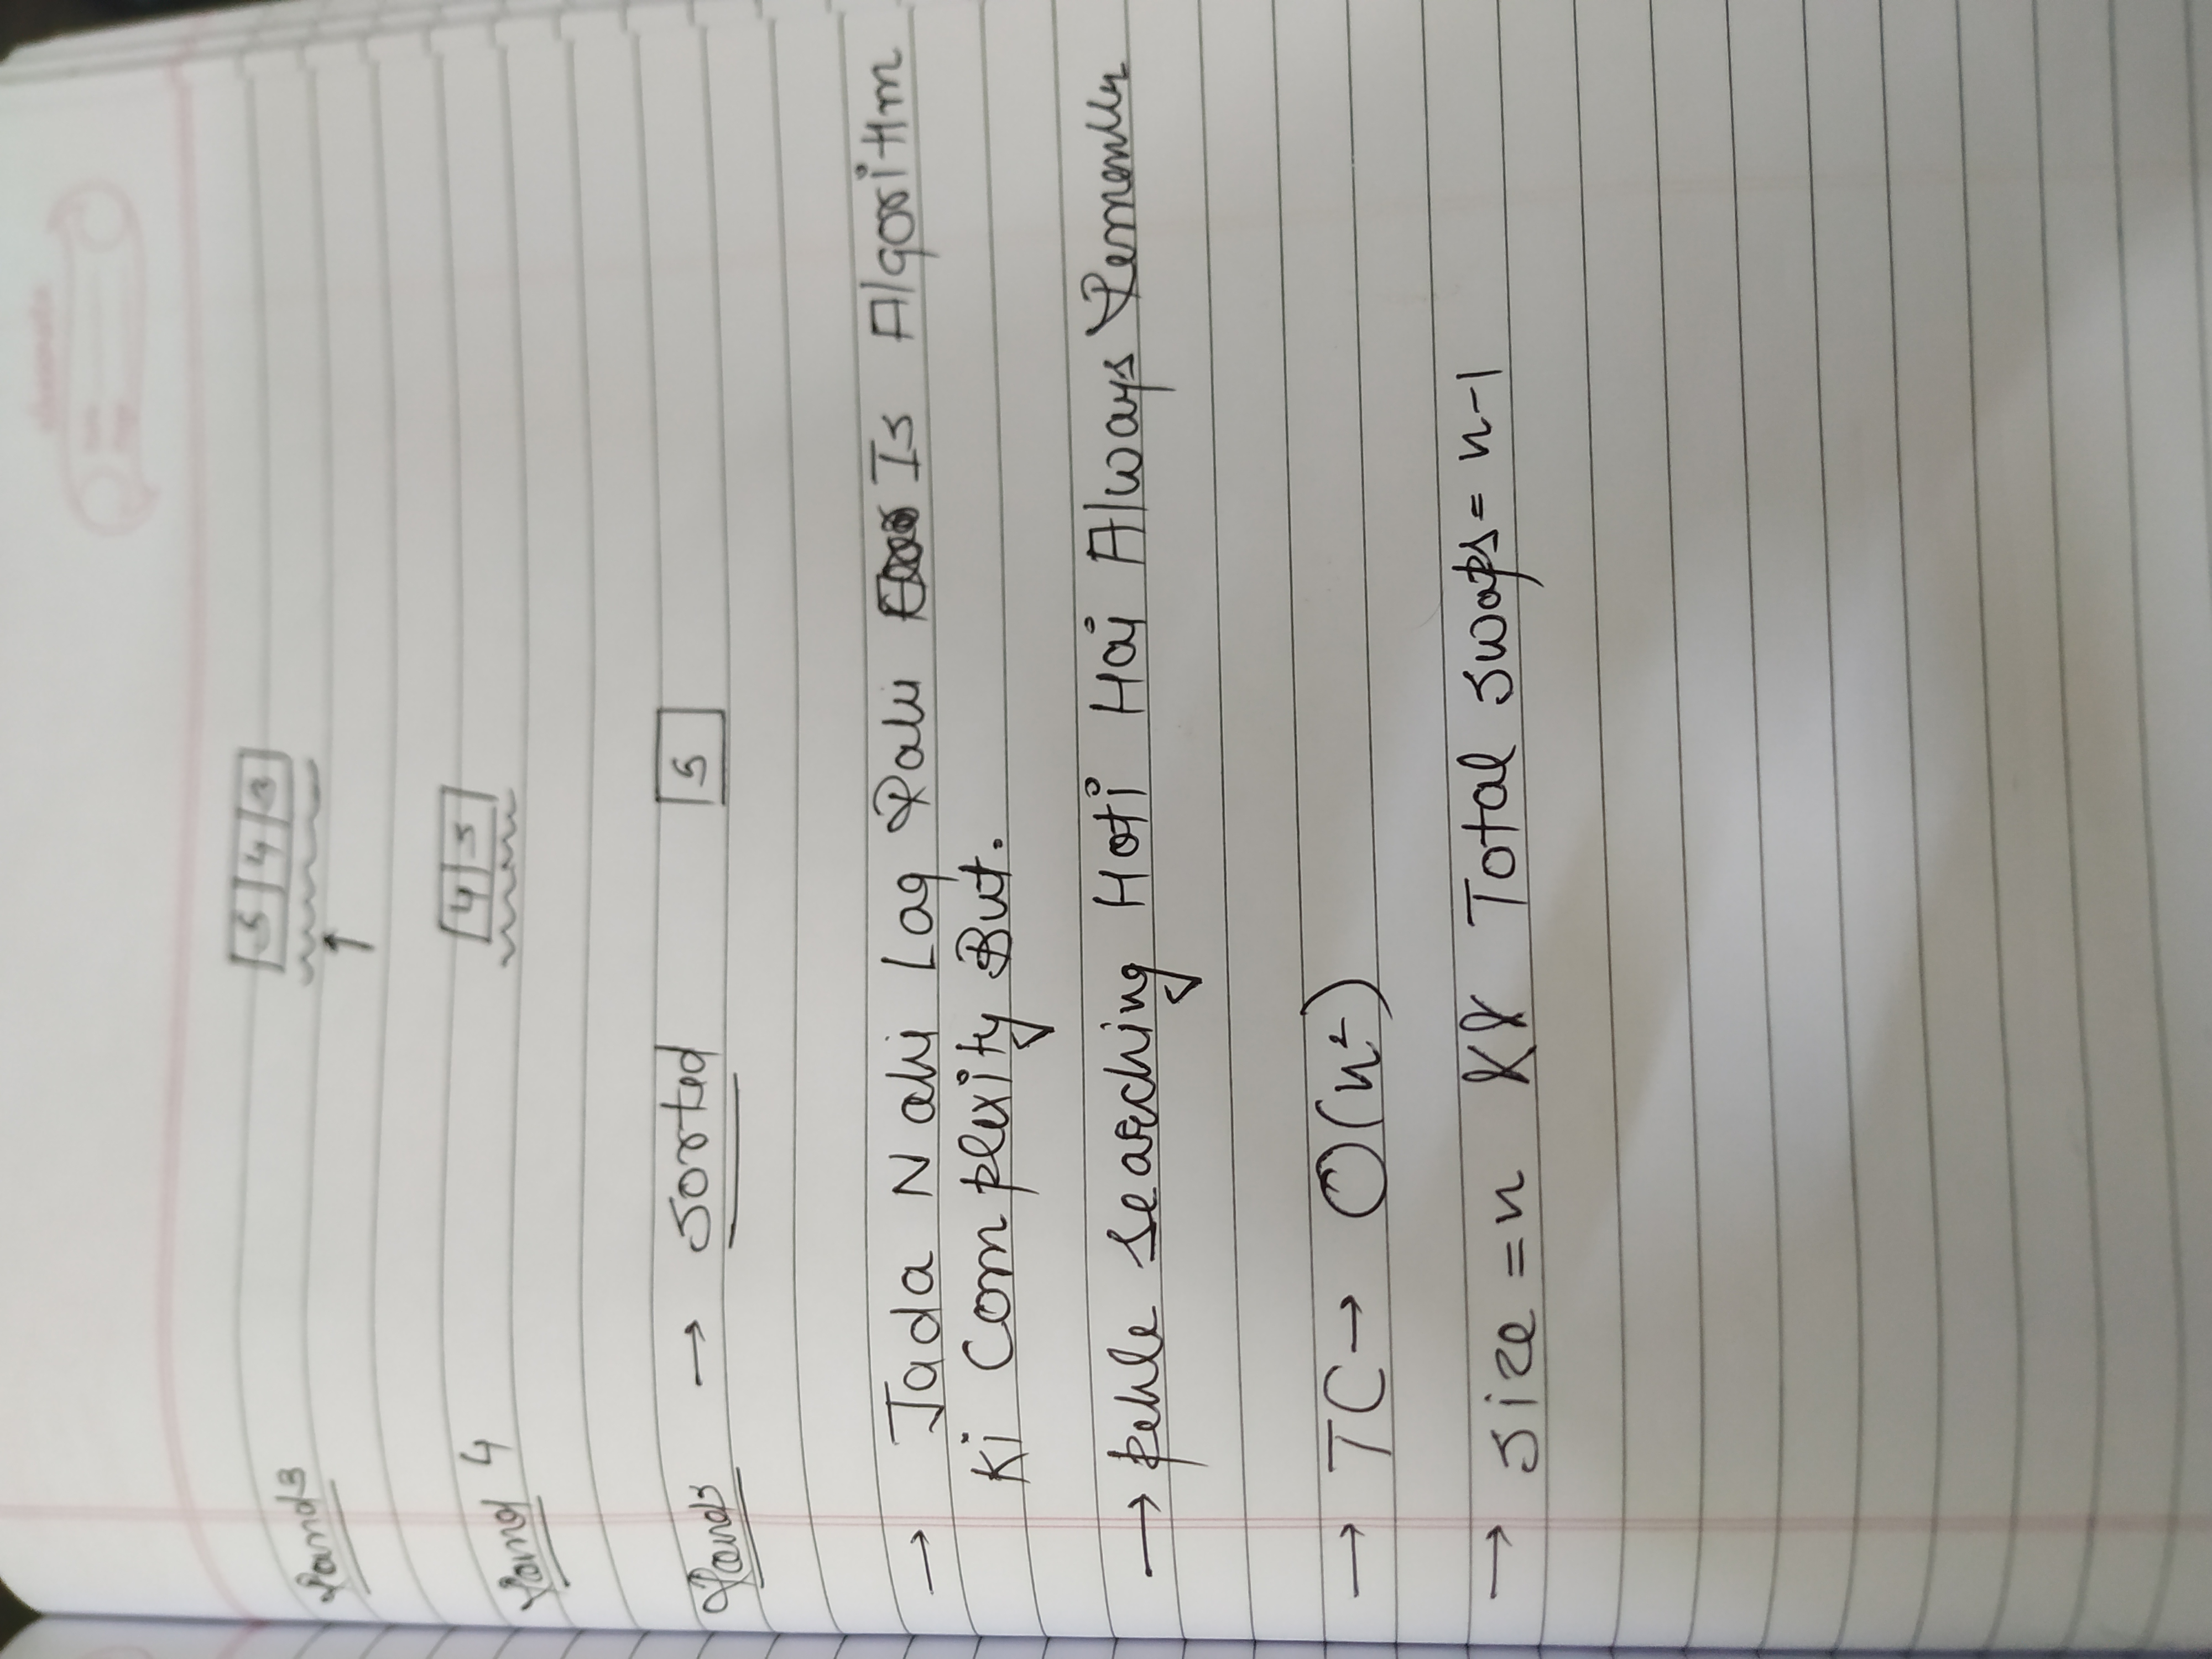 Round3
5 4 3
Round 4
4 5
Round5 → Sorted 5
→ Jada Nahi Lag Rahi Is Algorithm
Ki Complexity But.
→ Pehle Searching Hoti Hai Always Remember
→ TC → O(n²)
→ Size = n && Total swaps = n-1